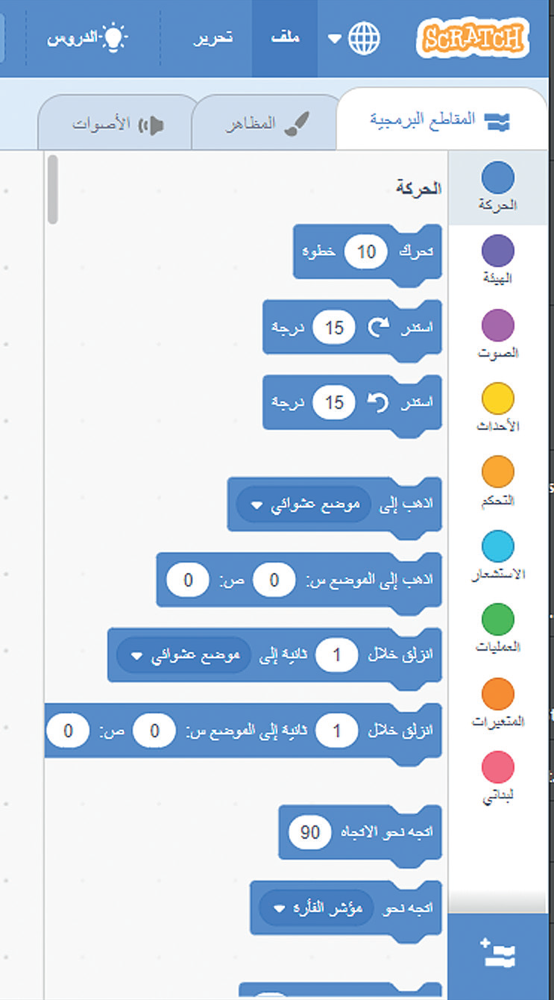 SCRATCH ملف تحرير الدروس
المقاطع البرمجية المظاهر الأصوات
الحركة
الهيئة
الصوت
الأحداث
التحكم
الاستشعار
العمليات
المتغيرات
لبناتي
الحركة
تحرك 10 خطوة
استدر 15 درجة
استدر 15 درجة
اذهب إلى موضع عشوائي
اذهب إلى الموضع س: 0 ص: 0
انزلق خلال 1 ثانية إلى موضع عشوائي
انزلق خلال 1 ثانية إلى الموضع س: 0 ص: 0
اتجه نحو الاتجاه 90
اتجه نحو مؤشر الفأرة